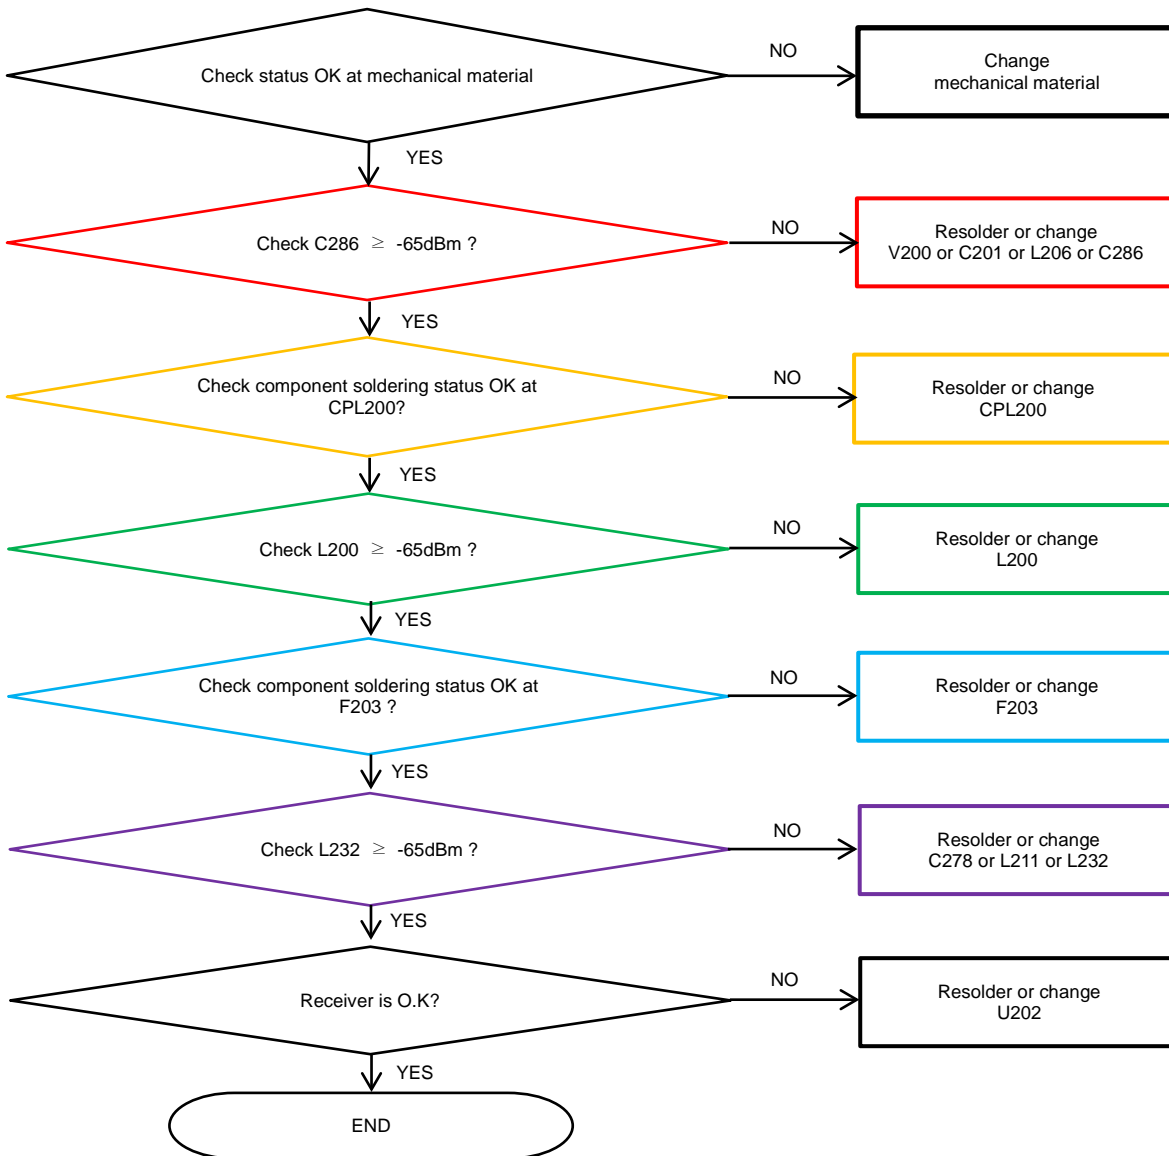 Check status OK at mechanical material
NO
Change
mechanical material
YES
Check C286 ≥ -65dBm ?
NO
Resolder or change
V200 or C201 or L206 or C286
YES
Check component soldering status OK at
CPL200?
NO
Resolder or change
CPL200
YES
Check L200 ≥ -65dBm ?
NO
Resolder or change
L200
YES
Check component soldering status OK at
F203 ?
NO
Resolder or change
F203
YES
Check L232 ≥ -65dBm ?
NO
Resolder or change
C278 or L211 or L232
YES
Receiver is O.K?
NO
Resolder or change
U202
YES
END